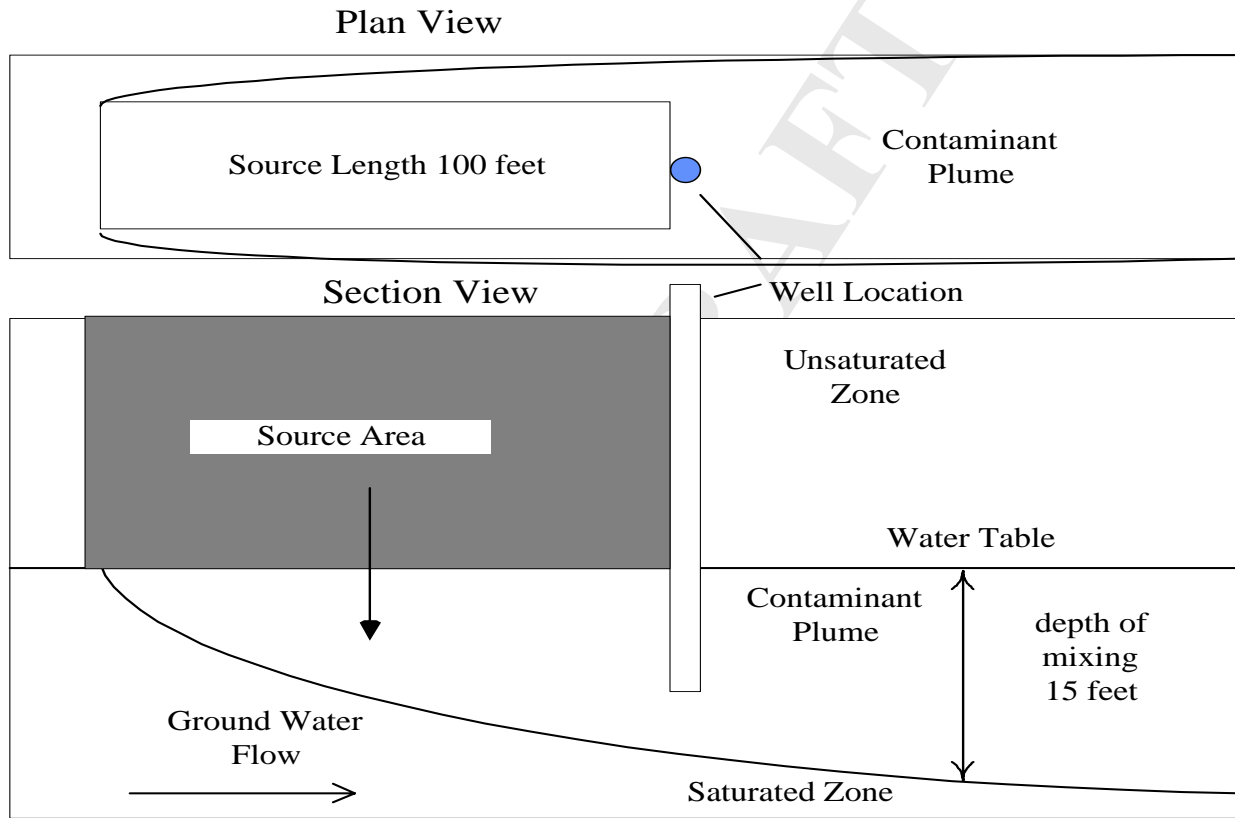 Plan View
Source Length 100 feet
Contaminant
Plume
Section View
Well Location
Unsaturated
Zone
Source Area
Water Table
Contaminant
Plume
depth of
mixing
15 feet
Ground Water
Flow
Saturated Zone